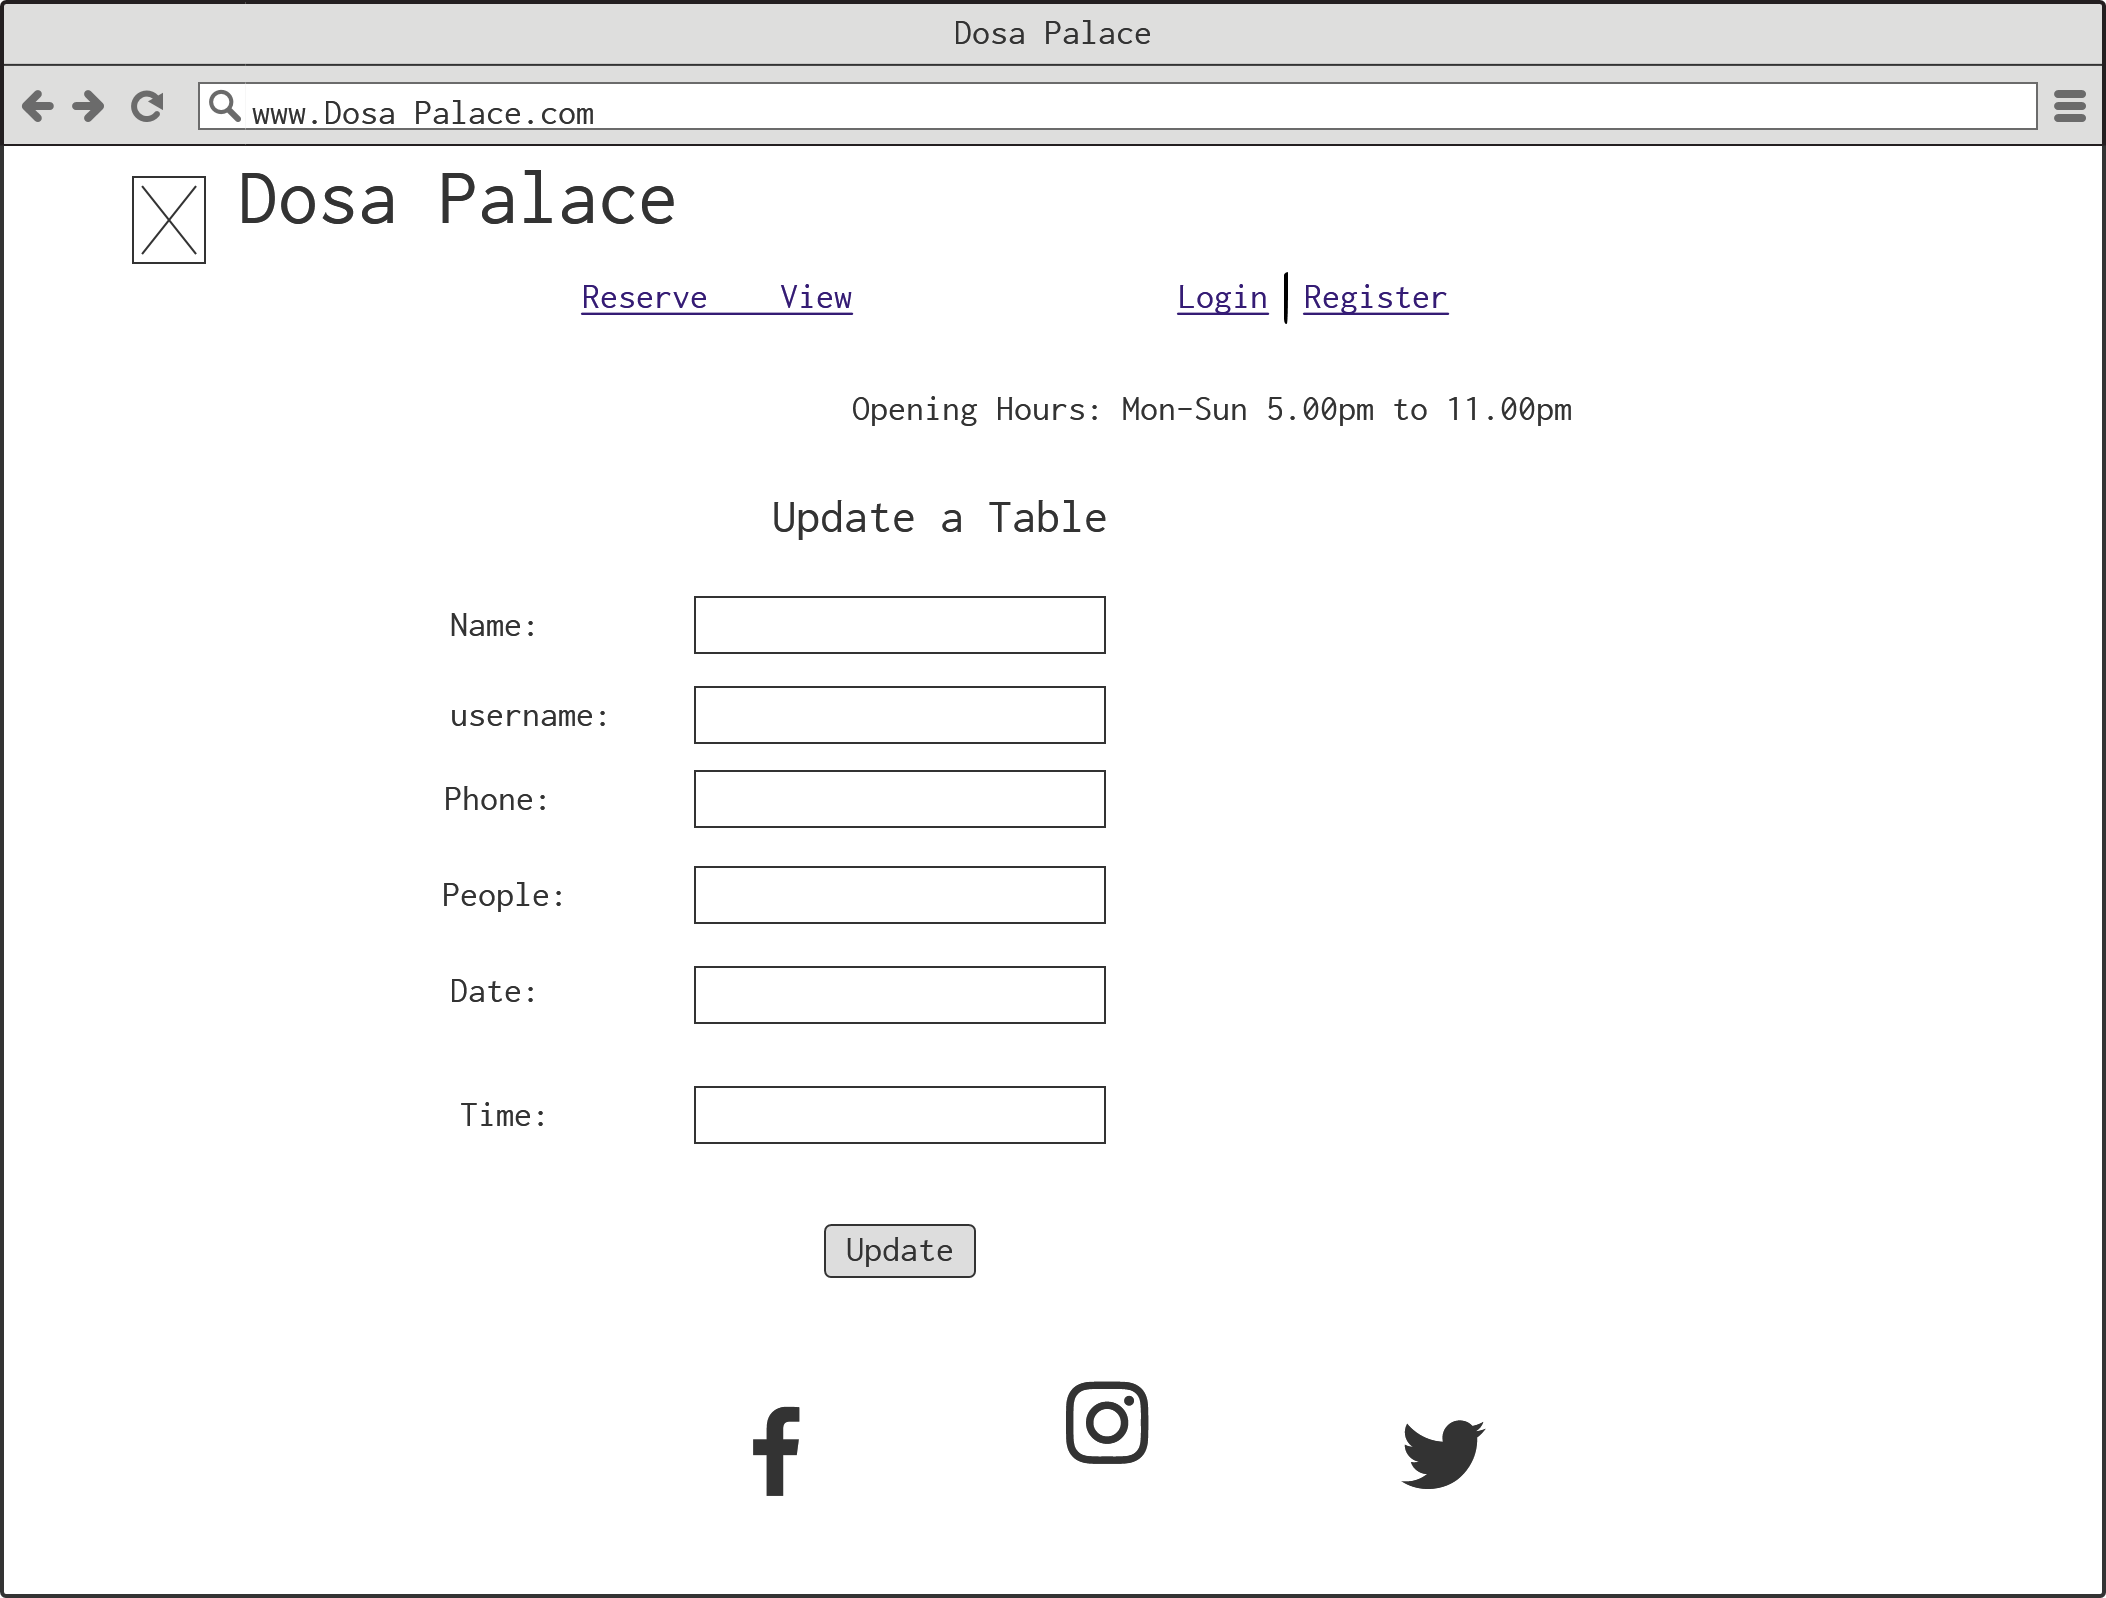 Dosa Palace
www.Dosa Palace.com
Dosa Palace
Reserve View Login Register
Opening Hours: Mon-Sun 5.00pm to 11.00pm
Update a Table
Name:
username:
Phone:
People:
Date:
Time:
Update